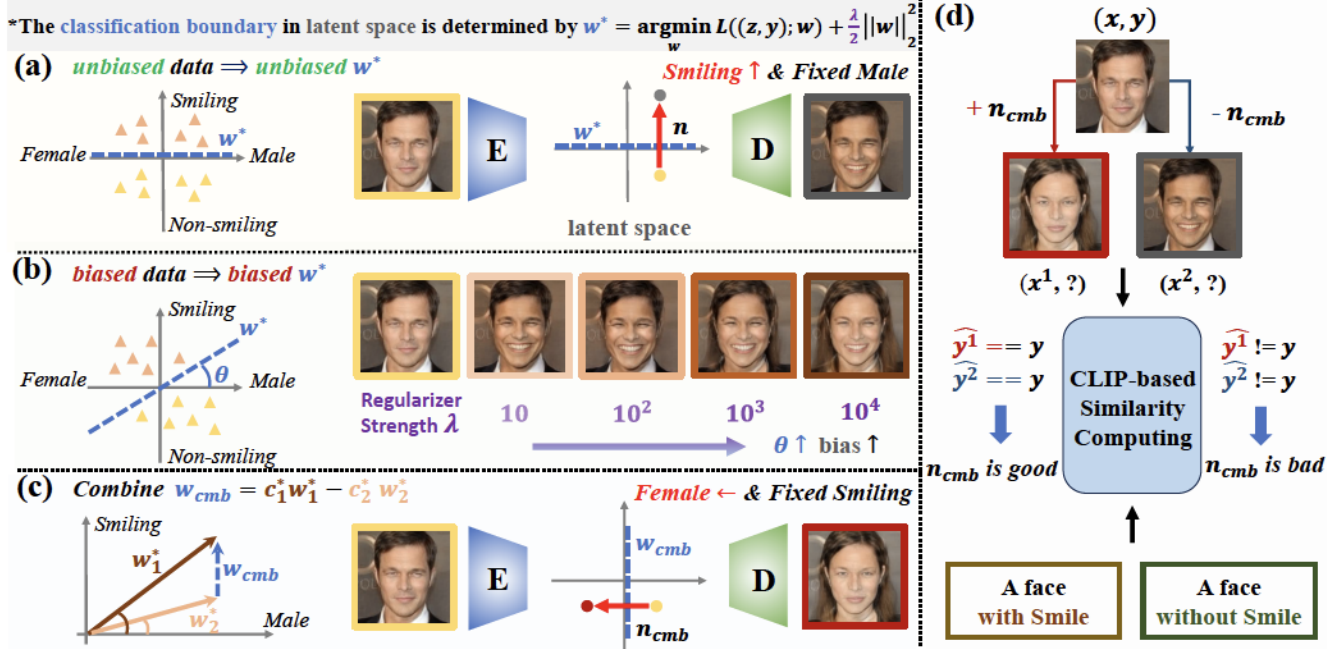 *The classification boundary in latent space is determined by w* = argmin_w L((z, y); w) + λ/2 ||w||₂²
(a) unbiased data ⟹ unbiased w*
Smiling ↑ & Fixed Male
Smiling
w*
Female
Male
Non-smiling
E
w*
n
D
latent space
(b) biased data ⟹ biased w*
Smiling
w*
Female
θ
Male
Non-smiling
Regularizer
Strength λ
10
10²
10³
10⁴
θ ↑ bias ↑
(c) Combine w_cmb = c₁* w₁* − c₂* w₂*
Female ← & Fixed Smiling
Smiling
w₁*
w_cmb
w₂*
Male
E
w_cmb
n_cmb
D
(d)
(x, y)
+ n_cmb
- n_cmb
(x¹, ?)
(x², ?)
ŷ¹ == y
ŷ² == y
n_cmb is good
CLIP-based
Similarity
Computing
ŷ¹ != y
ŷ² != y
n_cmb is bad
A face
with Smile
A face
without Smile